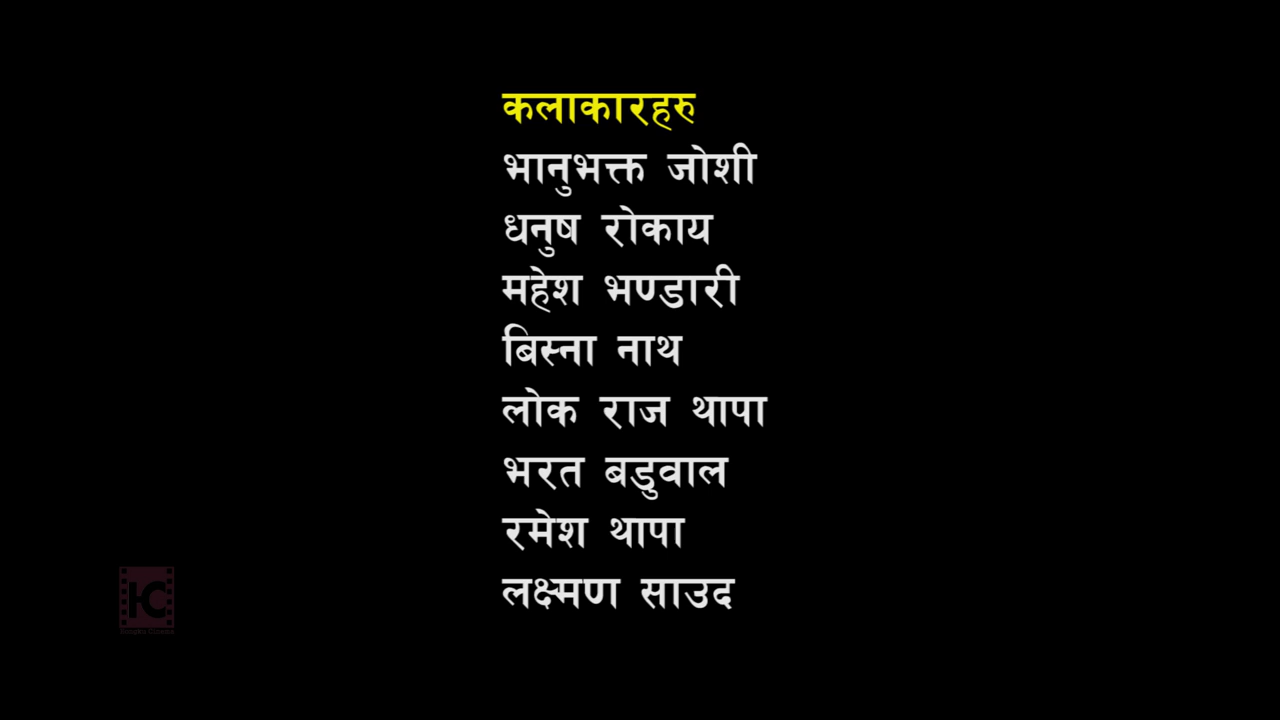 कलाकारहरु
भानुभक्त जोशी
धनुष रोकाय
महेश भण्डारी
बिस्ना नाथ
लोक राज थापा
भरत बडुवाल
रमेश थापा
लक्ष्मण साउद